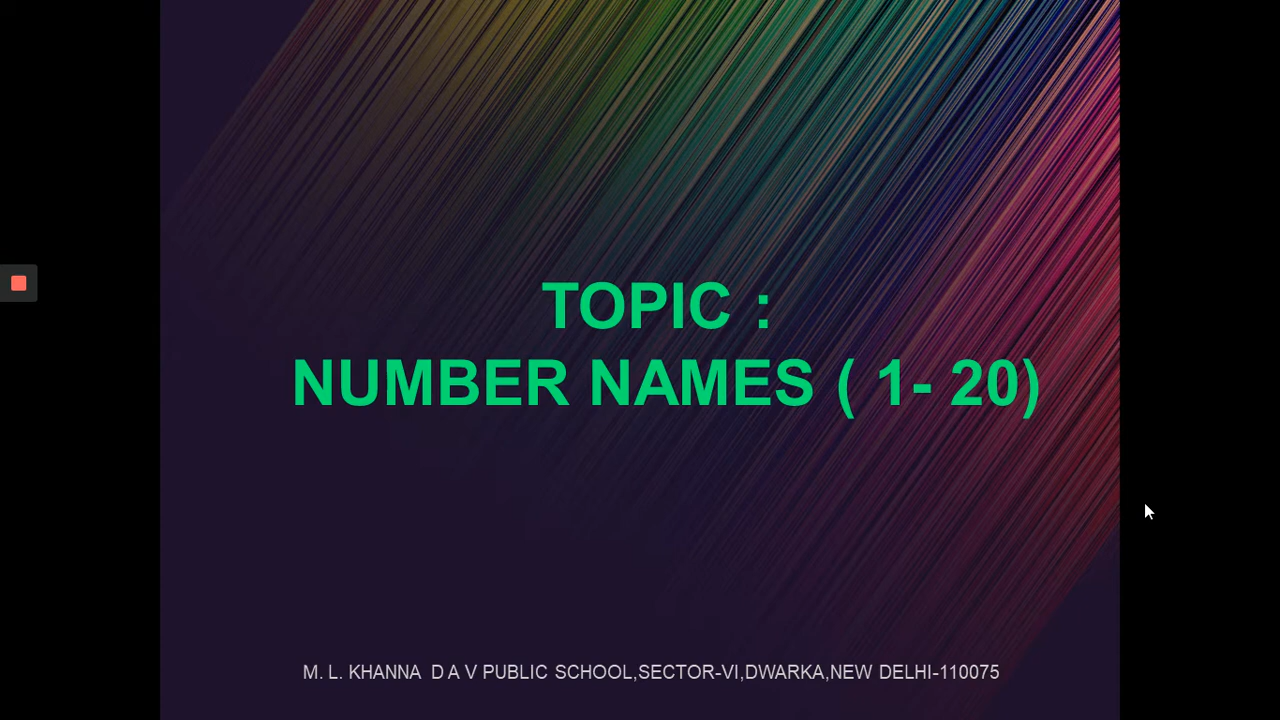 TOPIC :
NUMBER NAMES ( 1- 20)
M. L. KHANNA D A V PUBLIC SCHOOL,SECTOR-VI,DWARKA,NEW DELHI-110075